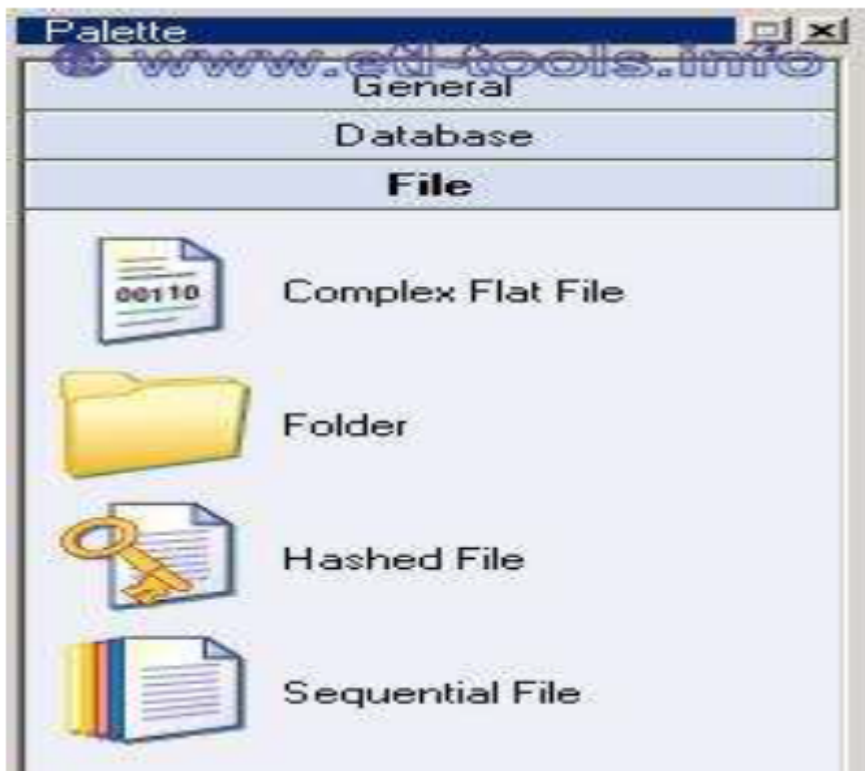 Palette
© www.etl-tools.info
General
Database
File
00110
Complex Flat File
Folder
Hashed File
Sequential File